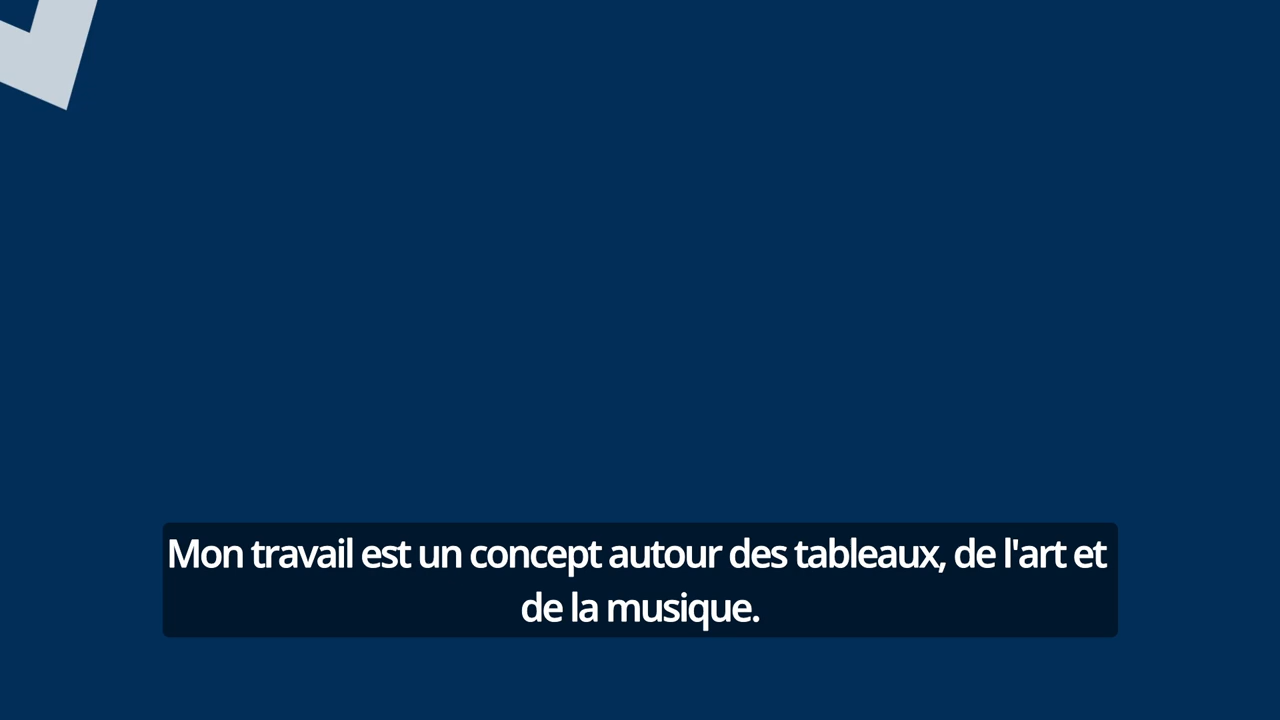 Mon travail est un concept autour des tableaux, de l'art et
de la musique.